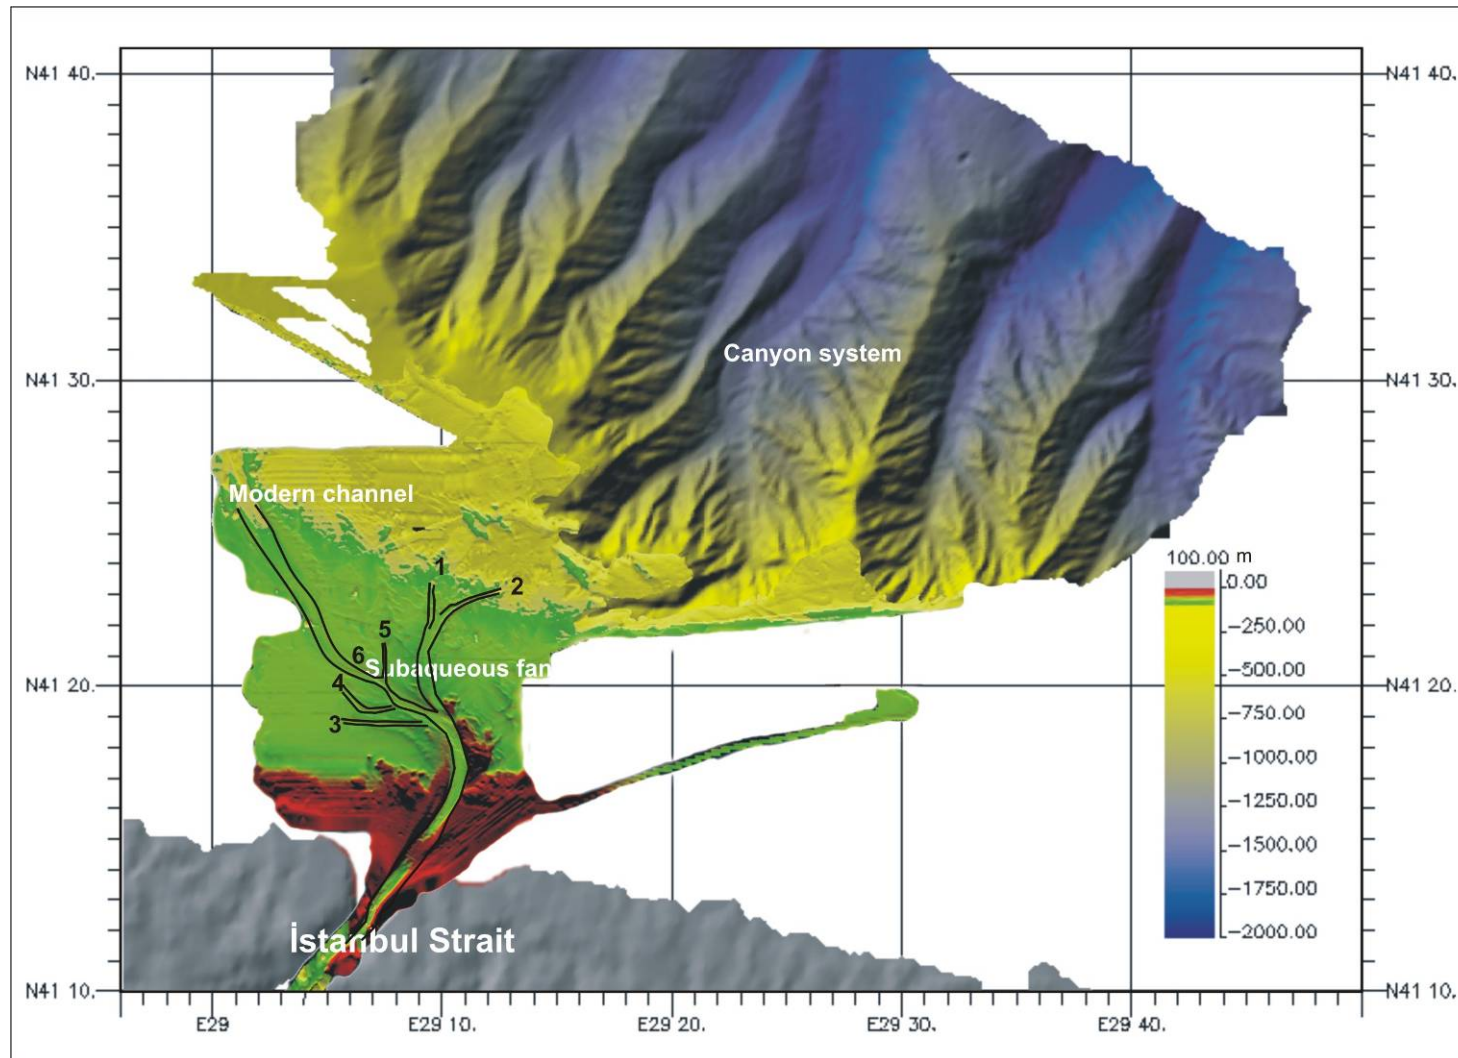 N41 40.
N41 40.
N41 30.
N41 30.
Canyon system
Modern channel
100.00 m
0.00
-250.00
-500.00
-750.00
-1000.00
-1250.00
-1500.00
-1750.00
-2000.00
1
2
5
6
Subaqueous fan
4
3
N41 20.
N41 20.
İstanbul Strait
N41 10.
N41 10.
E29
E29 10.
E29 20.
E29 30.
E29 40.